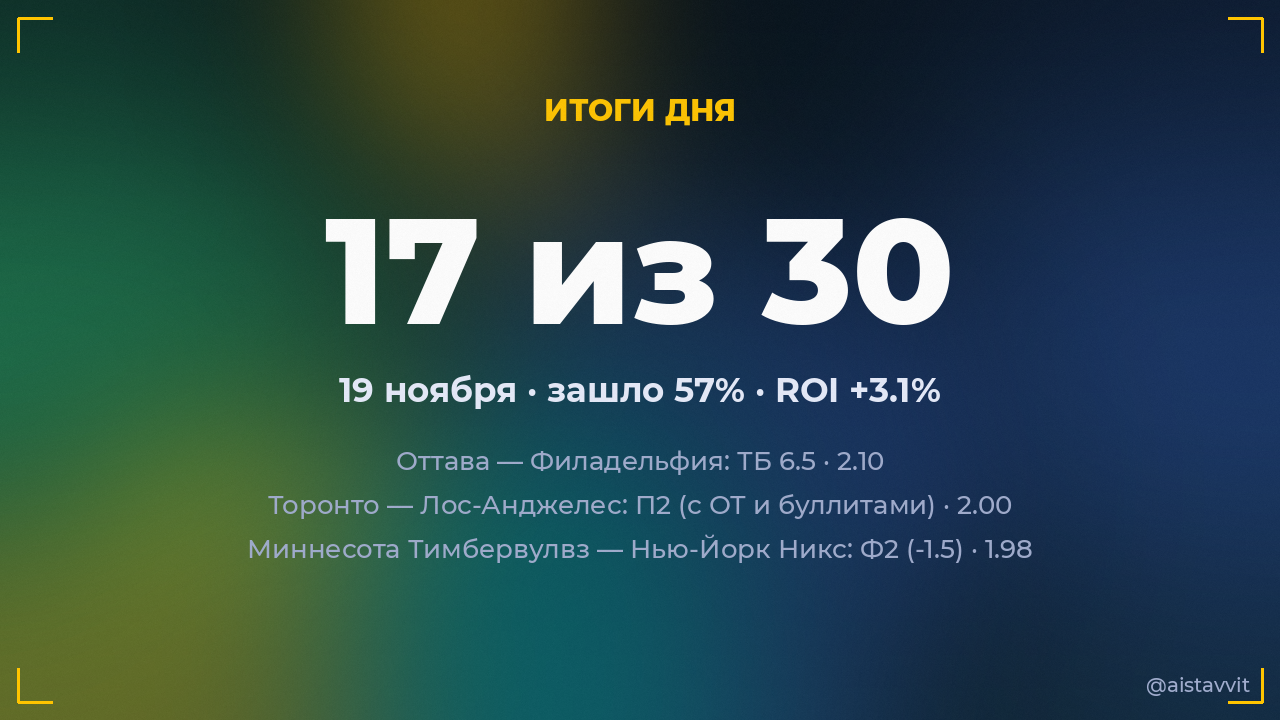 ИТОГИ ДНЯ
17 из 30
19 ноября · зашло 57% · ROI +3.1%
Оттава — Филадельфия: ТБ 6.5 · 2.10
Торонто — Лос-Анджелес: П2 (с ОТ и буллитами) · 2.00
Миннесота Тимбервулвз — Нью-Йорк Никс: Ф2 (-1.5) · 1.98
@aistavvit